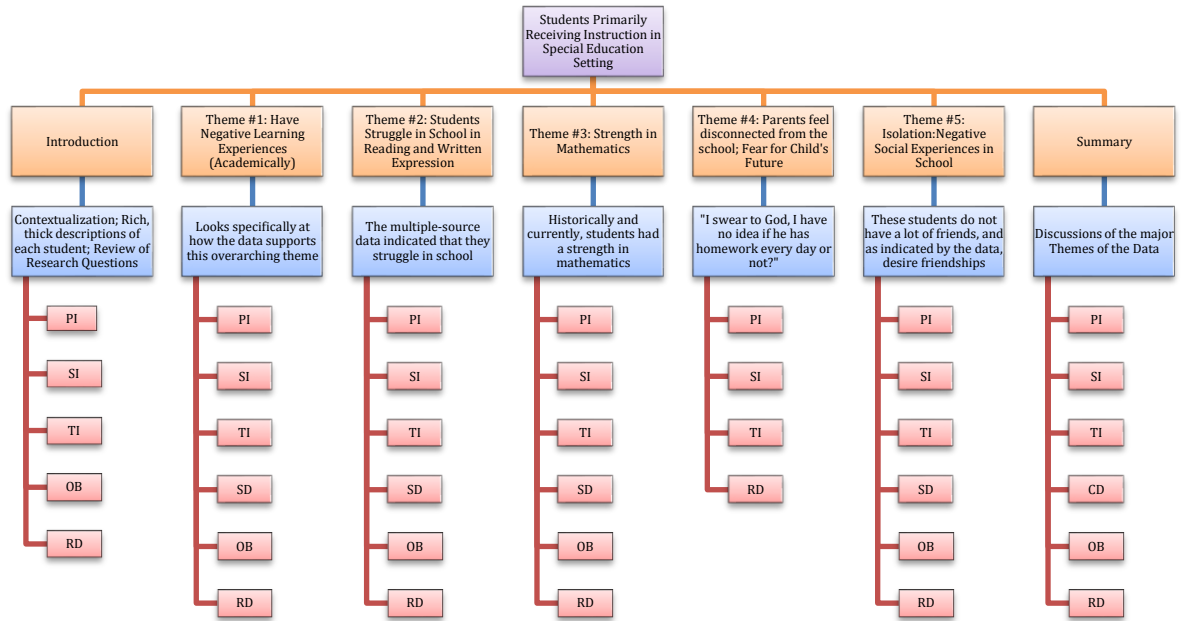 Students Primarily
Receiving Instruction in
Special Education
Setting
Introduction
Theme #1: Have
Negative Learning
Experiences
(Academically)
Theme #2: Students
Struggle in School in
Reading and Written
Expression
Theme #3: Strength in
Mathematics
Theme #4: Parents feel
disconnected from the
school; Fear for Child's
Future
Theme #5:
Isolation:Negative
Social Experiences in
School
Summary
Contextualization; Rich,
thick descriptions of
each student; Review of
Research Questions
Looks specifically at
how the data supports
this overarching theme
The multiple-source
data indicated that they
struggle in school
Historically and
currently, students had
a strength in
mathematics
"I swear to God, I have
no idea if he has
homework every day or
not?"
These students do not
have a lot of friends, and
as indicated by the data,
desire friendships
Discussions of the major
Themes of the Data
PI
SI
TI
OB
RD
PI
SI
TI
SD
OB
RD
PI
SI
TI
SD
OB
RD
PI
SI
TI
SD
OB
RD
PI
SI
TI
RD
PI
SI
TI
SD
OB
RD
PI
SI
TI
CD
OB
RD